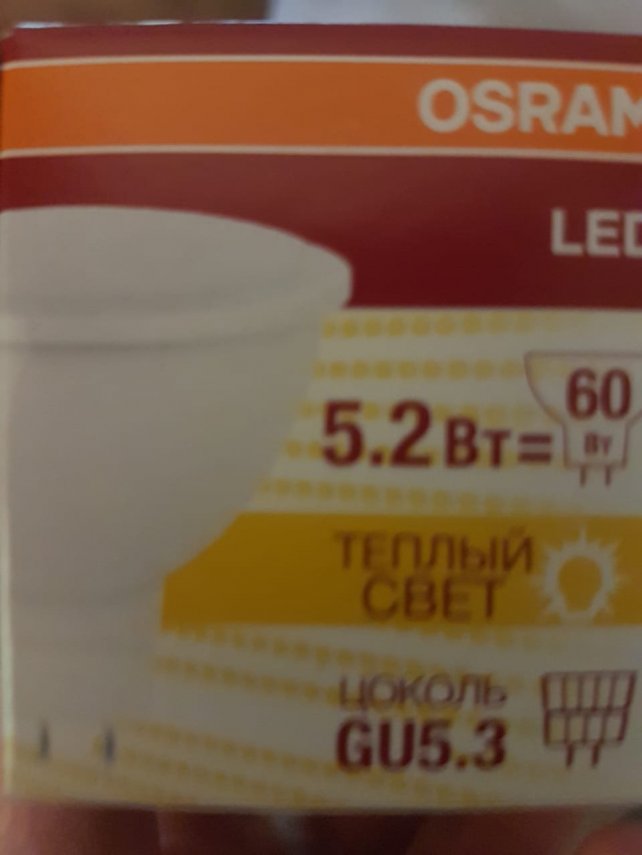 OSRAM
LED
5.2 Вт = 60 Вт
ТЕПЛЫЙ
СВЕТ
ЦОКОЛЬ
GU5.3